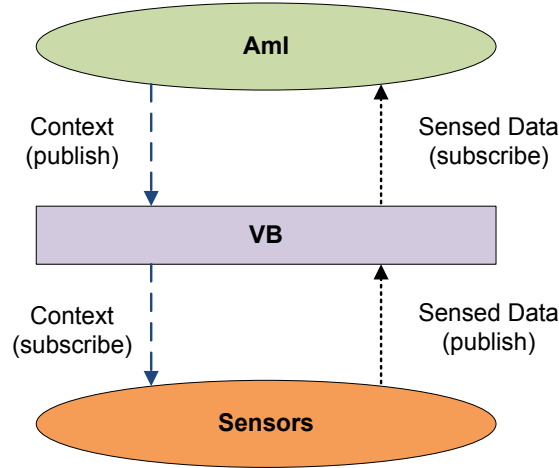 AmI
Context
(publish)
Sensed Data
(subscribe)
VB
Context
(subscribe)
Sensed Data
(publish)
Sensors